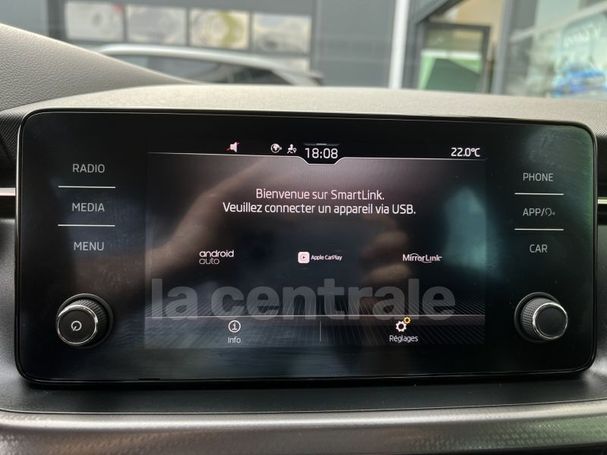 18:08
22.0°C
RADIO
MEDIA
MENU
PHONE
APP/
CAR
Bienvenue sur SmartLink.
Veuillez connecter un appareil via USB.
android auto
Apple CarPlay
MirrorLink
la centrale
Info
Réglages